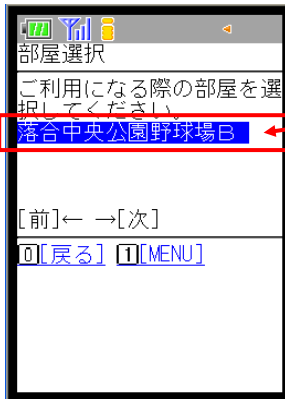 部屋選択
ご利用になる際の部屋を選
択してください。
落合中央公園野球場B
[前]← →[次]
0[戻る] 1[MENU]